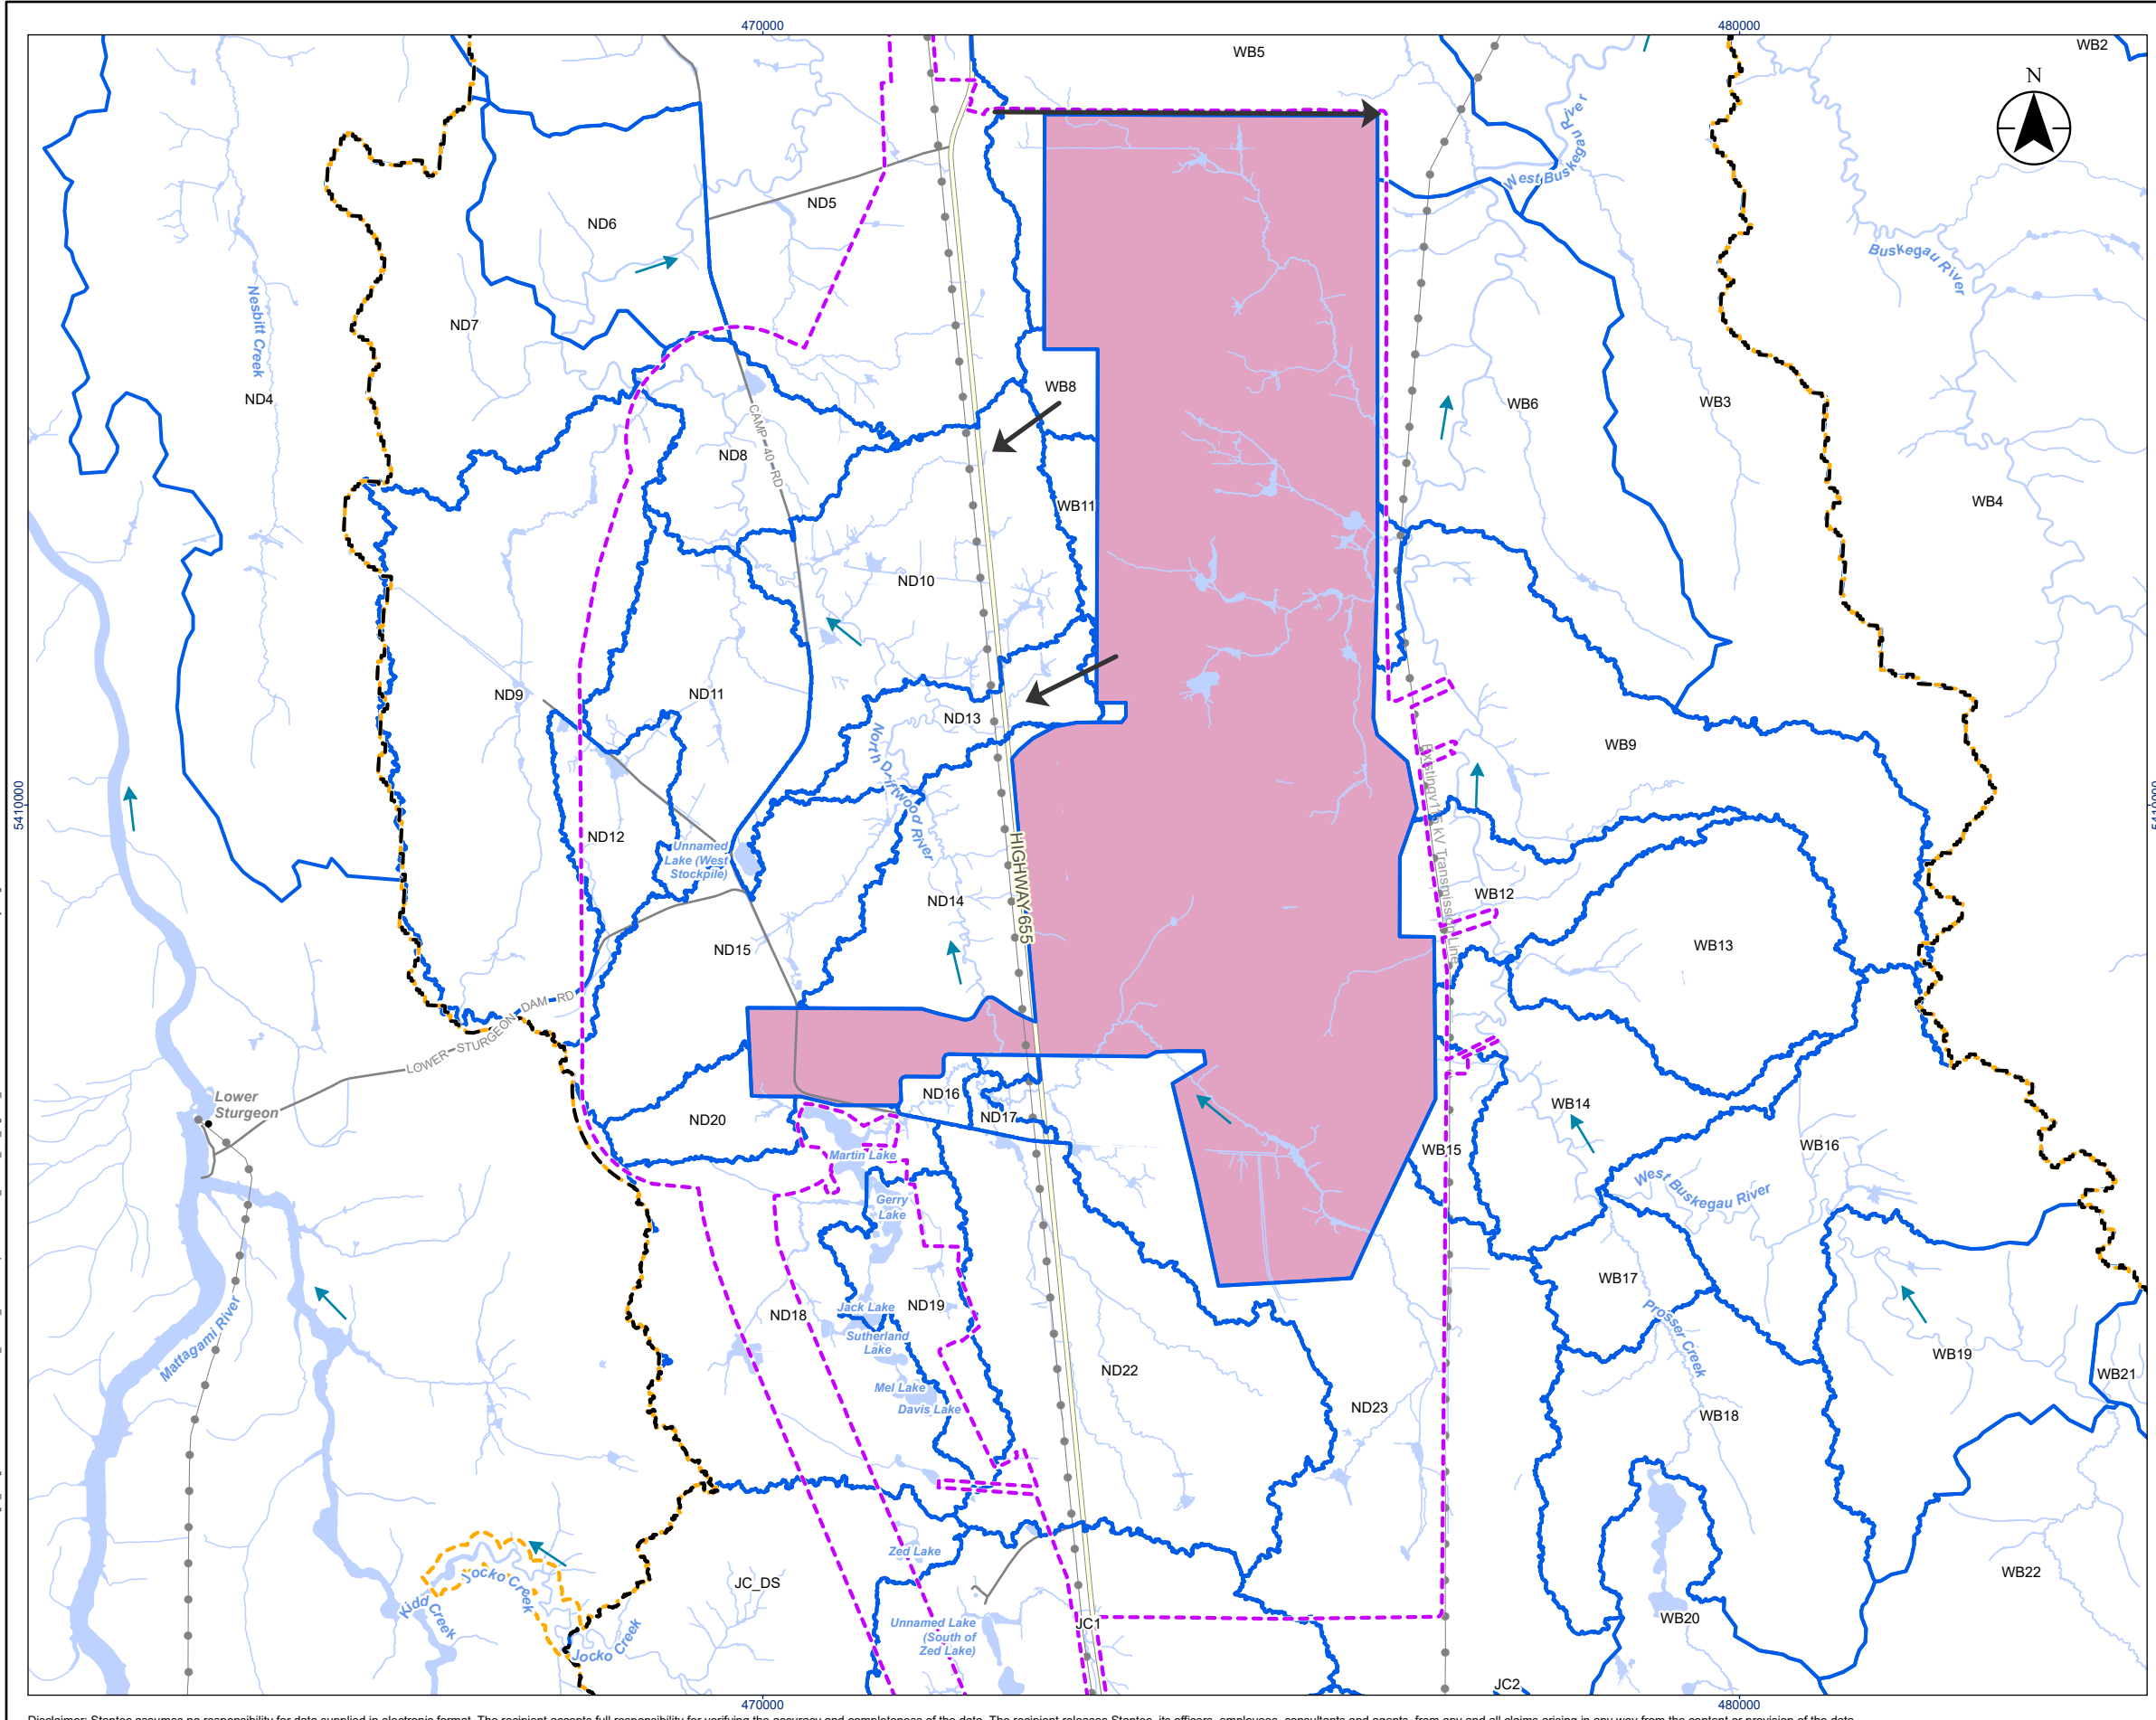 470000
480000
WB5
WB2
N
West Buskegau River
ND5
ND6
Buskegau River
Nesbitt Creek
ND7
WB8
ND4
CAMP 40 RD
WB6
WB3
ND8
WB11
WB4
ND10
ND9
ND11
ND13
North Driftwood River
WB9
5410000
HIGHWAY 655
ND12
Unnamed
Lake (West
Stockpile)
ND14
WB12
WB13
ND15
LOWER STURGEON DAM RD
Lower
Sturgeon
ND16
ND17
ND20
WB14
WB15
WB16
Martin Lake
Gerry
Lake
West Buskegau River
WB17
Mattagami River
ND18
Jack Lake
ND19
Sutherland
Lake
Prosser Creek
WB19
ND22
WB21
Mel Lake
Davis Lake
ND23
WB18
Zed Lake
Jocko Creek
Kidd Creek
JC_DS
WB22
WB20
Unnamed Lake
(South of
Zed Lake)
JC1
Jocko Creek
JC2
470000
480000